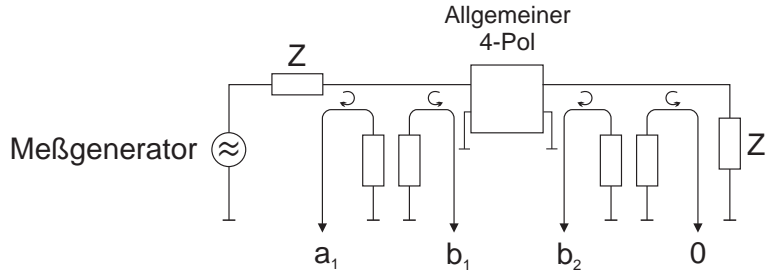 Allgemeiner
4-Pol
Z
Meßgenerator
Z
a₁
b₁
b₂
0